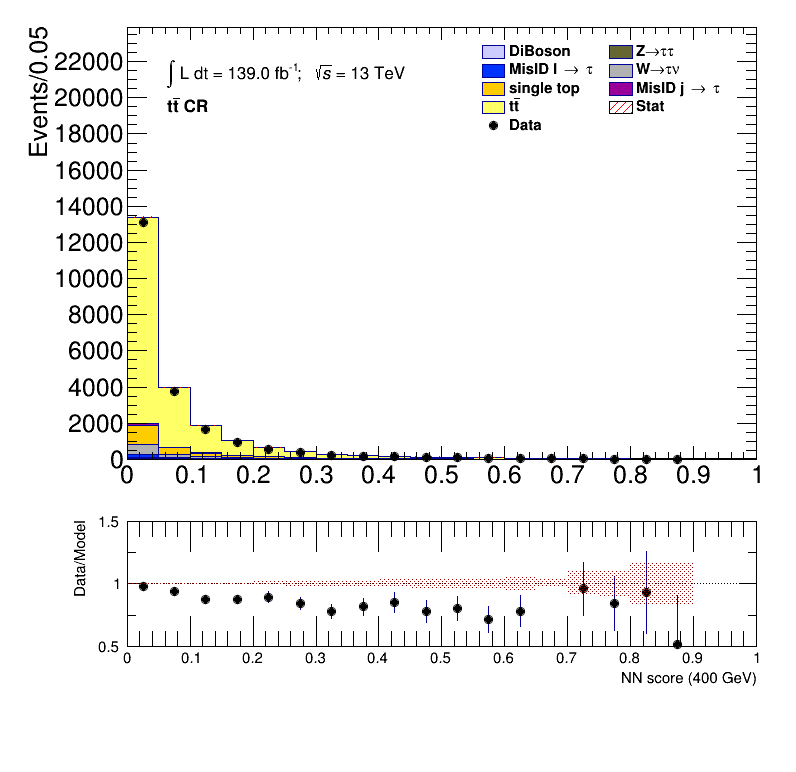 Events/0.05
22000
20000
18000
16000
14000
12000
10000
8000
6000
4000
2000
0
∫ L dt = 139.0 fb⁻¹; √s = 13 TeV
tt̄ CR
DiBoson
MisID l → τ
single top
tt̄
Data
Z→ττ
W→τν
MisID j → τ
Stat
0 0.1 0.2 0.3 0.4 0.5 0.6 0.7 0.8 0.9 1
Data/Model
1.5
1
0.5
0 0.1 0.2 0.3 0.4 0.5 0.6 0.7 0.8 0.9 1
NN score (400 GeV)